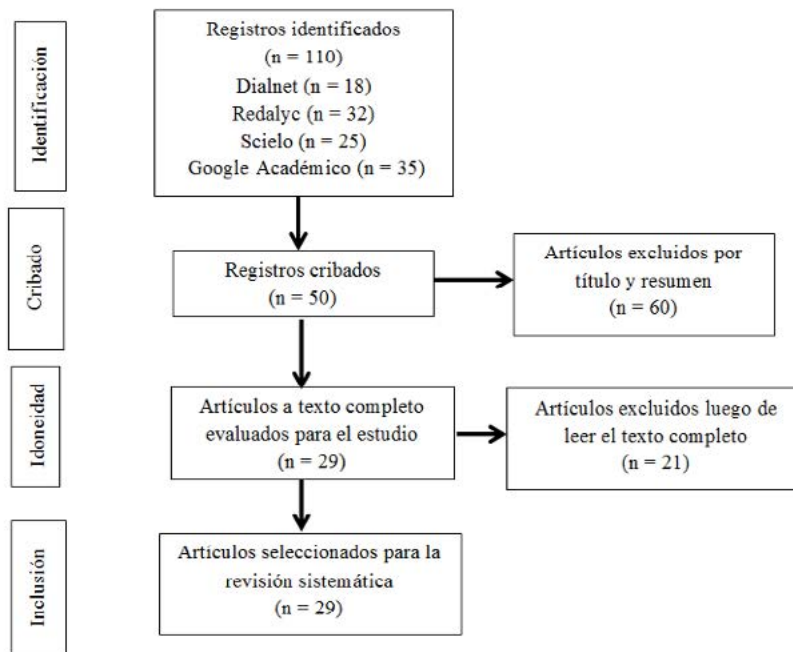 Identificación
Registros identificados
(n = 110)
Dialnet (n = 18)
Redalyc (n = 32)
Scielo (n = 25)
Google Académico (n = 35)
Cribado
Registros cribados
(n = 50)
Artículos excluidos por
título y resumen
(n = 60)
Idoneidad
Artículos a texto completo
evaluados para el estudio
(n = 29)
Artículos excluidos luego de
leer el texto completo
(n = 21)
Inclusión
Artículos seleccionados para la
revisión sistemática
(n = 29)